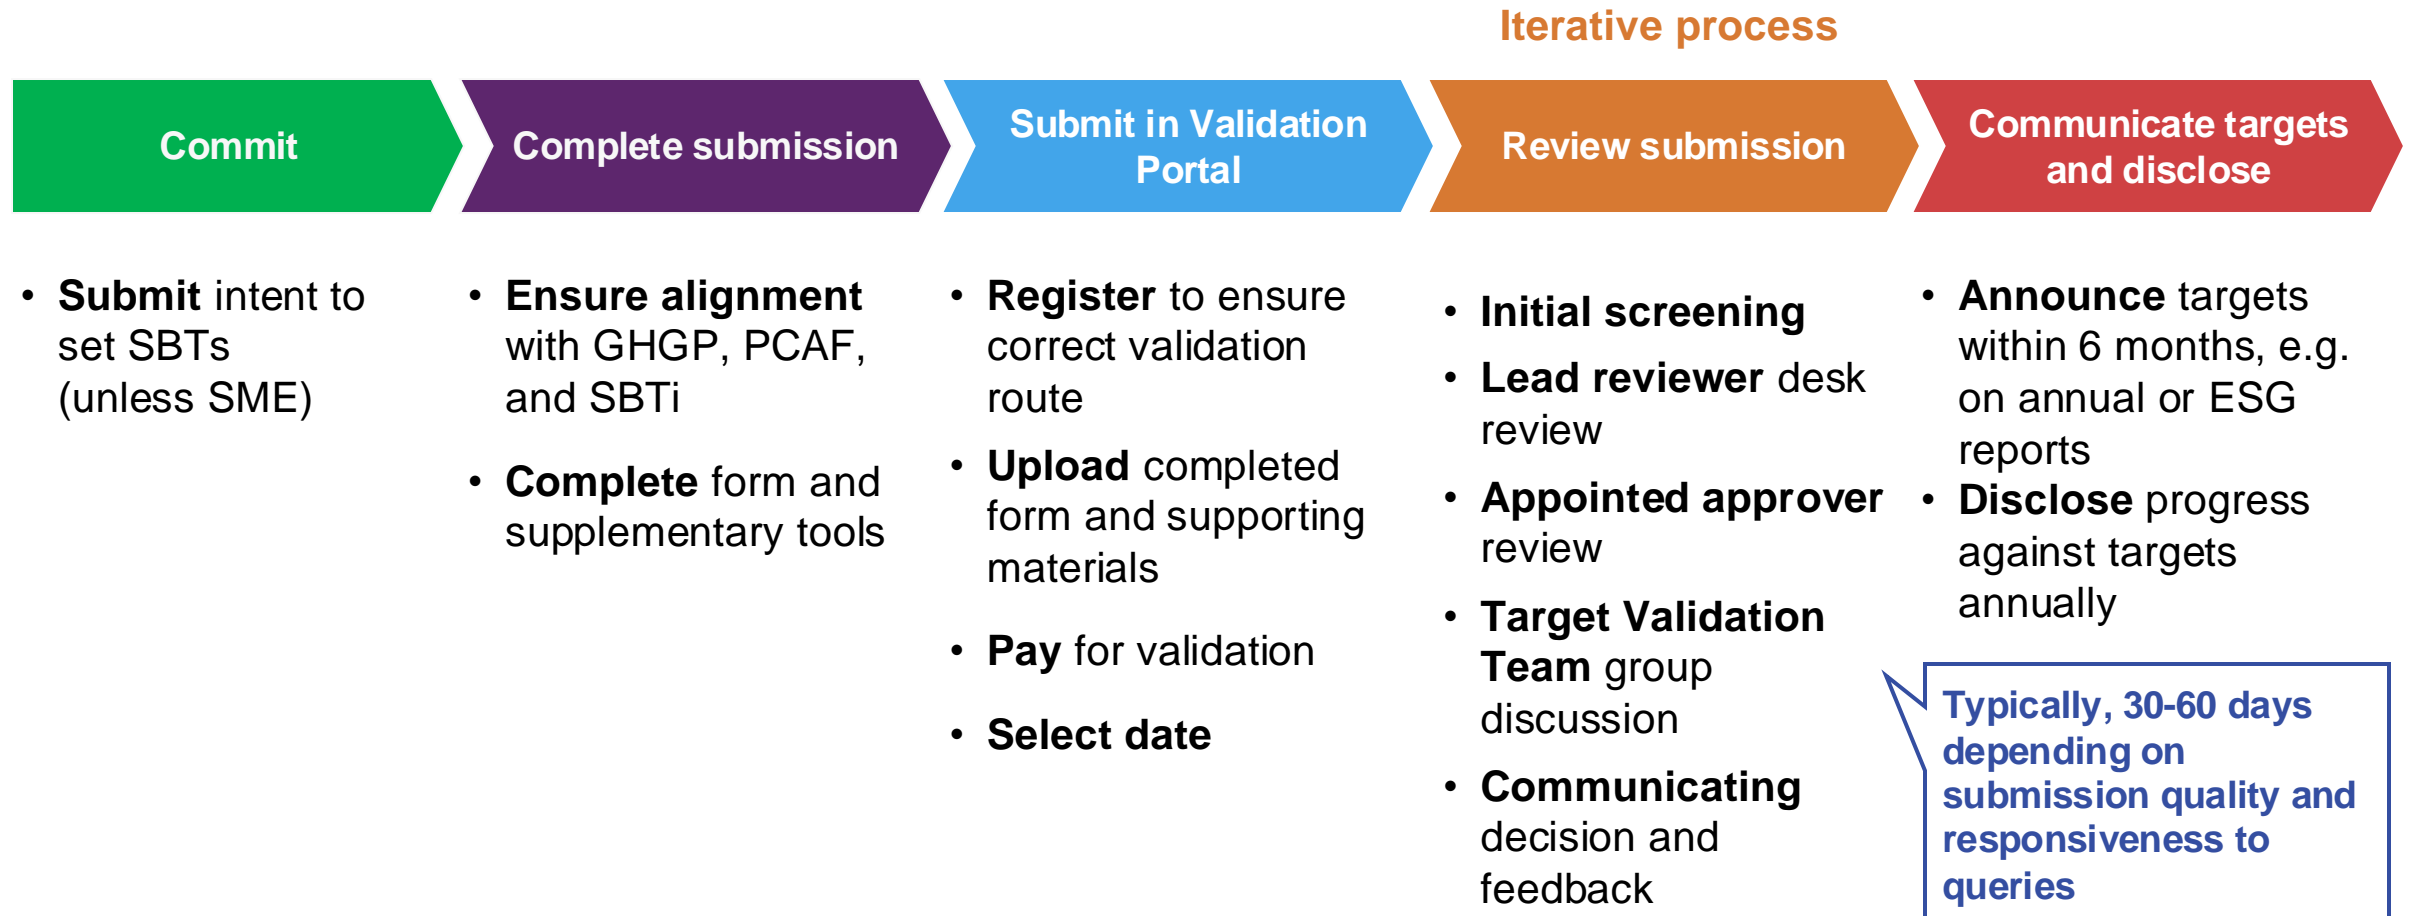 Iterative process
Commit
Complete submission
Submit in Validation
Portal
Review submission
Communicate targets
and disclose
• Submit intent to
set SBTs
(unless SME)
• Ensure alignment
with GHGP, PCAF,
and SBTi
• Complete form and
supplementary tools
• Register to ensure
correct validation
route
• Upload completed
form and supporting
materials
• Pay for validation
• Select date
• Initial screening
• Lead reviewer desk
review
• Appointed approver
review
• Target Validation
Team group
discussion
• Communicating
decision and
feedback
• Announce targets
within 6 months, e.g.
on annual or ESG
reports
• Disclose progress
against targets
annually
Typically, 30-60 days
depending on
submission quality and
responsiveness to
queries